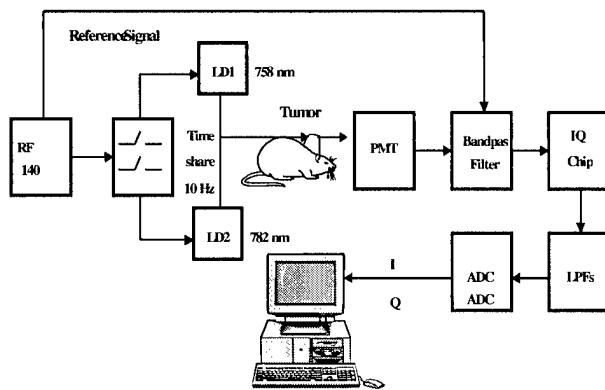 ReferenceSignal
LD1
758 nm
Tumor
RF
140
Time
share
10 Hz
PMT
Bandpas
Filter
IQ
Chip
LD2
782 nm
I
Q
ADC
ADC
LPFs